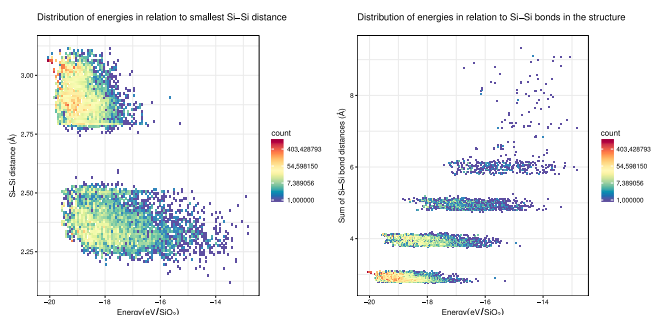 Distribution of energies in relation to smallest Si−Si distance
Si−Si distance (Å)
3.00
2.75
2.50
2.25
−20
−18
−16
−14
Energy(eV/SiO₂)
count
403,428793
54,598150
7,389056
1,000000
Distribution of energies in relation to Si−Si bonds in the structure
Sum of Si−Si bond distances (Å)
8
6
4
−20
−18
−16
−14
Energy(eV/SiO₂)
count
403,428793
54,598150
7,389056
1,000000